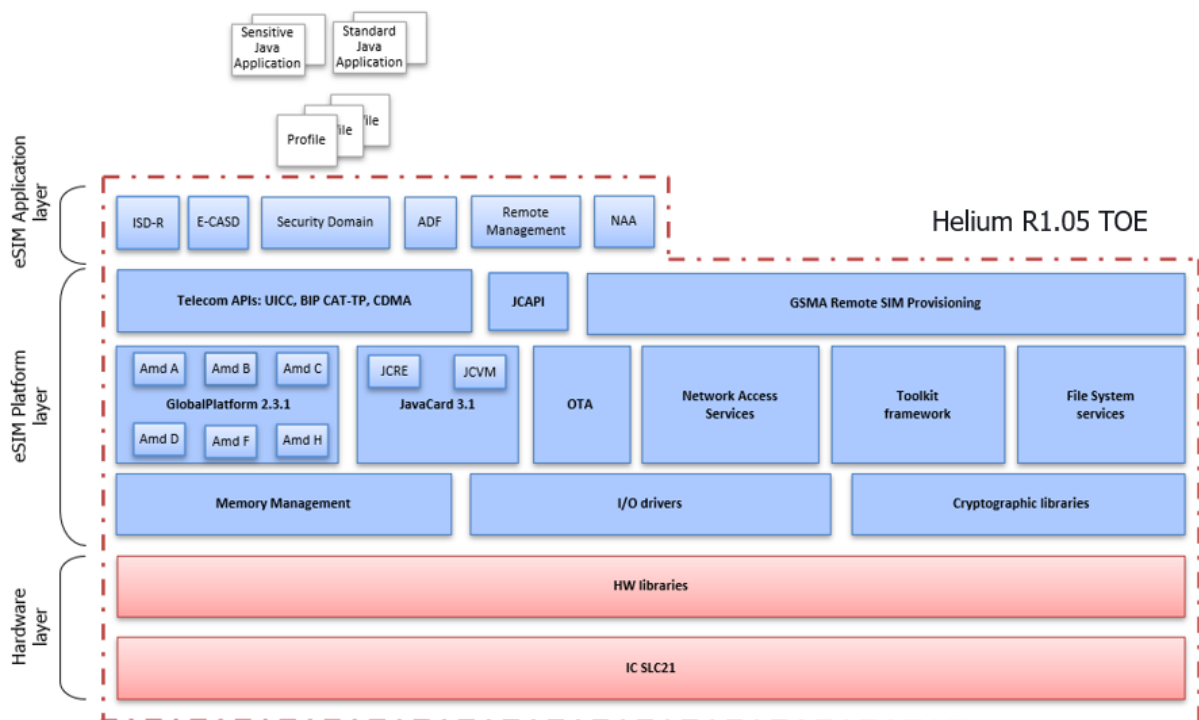 Sensitive
Java
Application
Standard
Java
Application
Profile
file
file
eSIM Application
layer
ISD-R
E-CASD
Security Domain
ADF
Remote
Management
NAA
Helium R1.05 TOE
eSIM Platform
layer
Telecom APIs: UICC, BIP CAT-TP, CDMA
JCAPI
GSMA Remote SIM Provisioning
Amd A
Amd B
Amd C
GlobalPlatform 2.3.1
Amd D
Amd F
Amd H
JCRE
JCVM
JavaCard 3.1
OTA
Network Access
Services
Toolkit
framework
File System
services
Memory Management
I/O drivers
Cryptographic libraries
Hardware
layer
HW libraries
IC SLC21